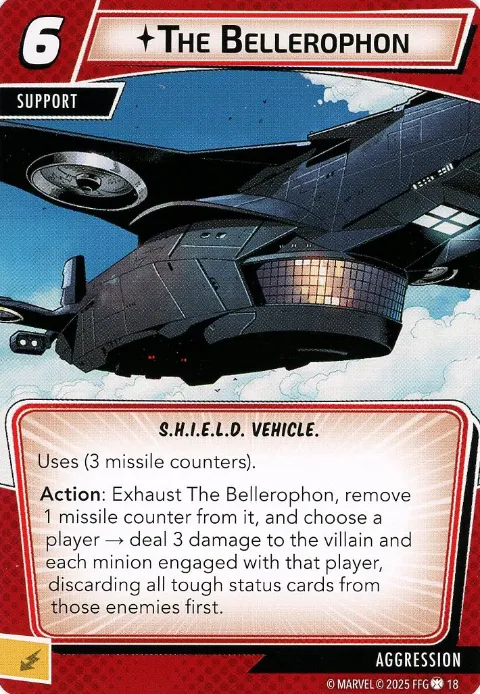 6
THE BELLEROPHON
SUPPORT
S.H.I.E.L.D. VEHICLE.
Uses (3 missile counters).
Action: Exhaust The Bellerophon, remove
1 missile counter from it, and choose a
player → deal 3 damage to the villain and
each minion engaged with that player,
discarding all tough status cards from
those enemies first.
AGGRESSION
© MARVEL © 2025 FFG 18